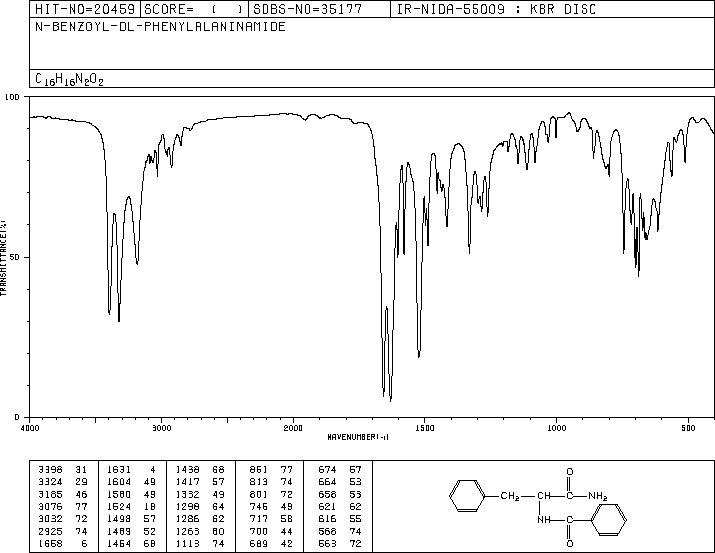 HIT-NO=20459 SCORE= ( ) SDBS-NO=35177 IR-NIDA-55009 : KBR DISC
N-BENZOYL-DL-PHENYLALANINAMIDE
C16H16N2O2
100
TRANSMITTANCE(%)
50
0
4000 3000 2000 1500 1000 500
WAVENUMBER(-1)
3398 31 1631 4 1438 68 861 77 674 57
3324 29 1604 49 1417 57 813 74 664 53
3185 46 1580 49 1332 49 801 72 658 53
3076 77 1524 18 1298 64 745 49 621 62
3032 72 1498 57 1286 62 717 58 616 55
2925 74 1489 52 1263 60 700 44 568 74
1658 6 1454 68 1113 74 689 42 563 72
O
CH2 CH C NH2
NH C
O